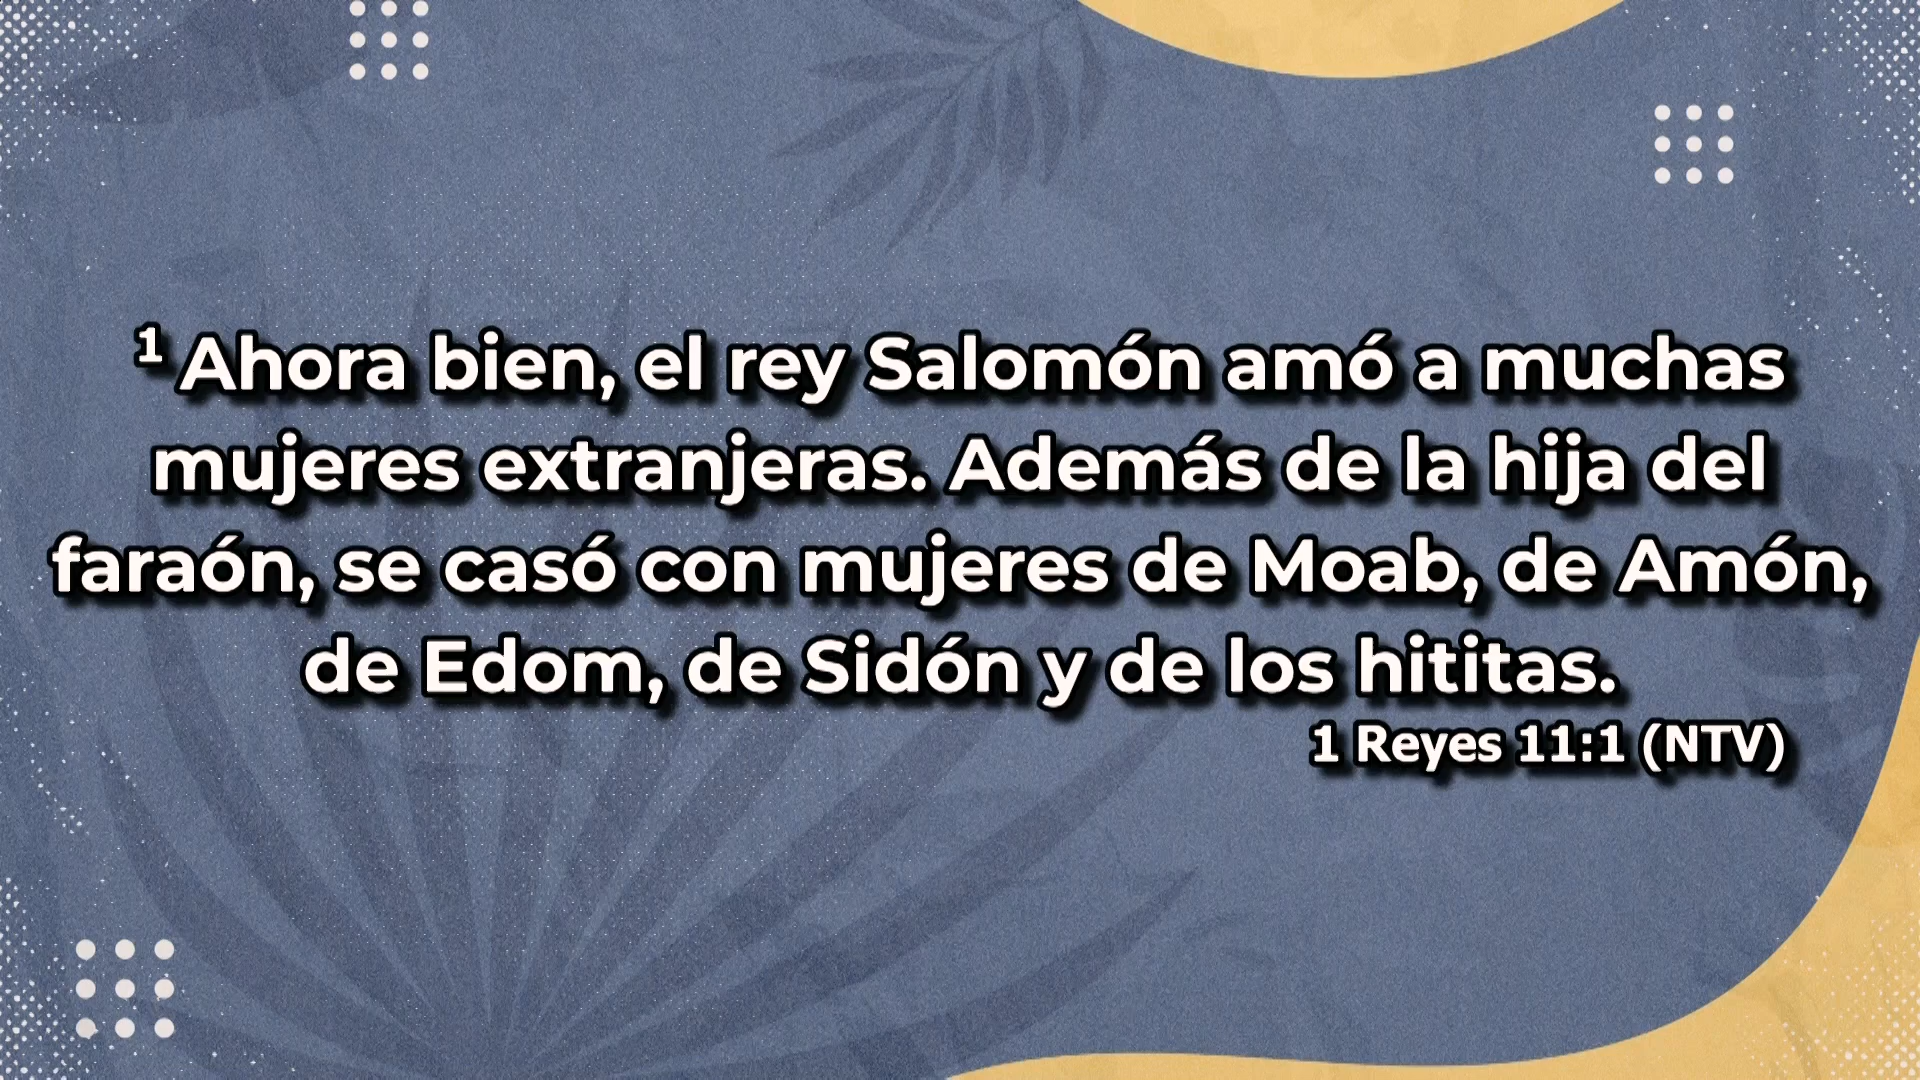 ¹ Ahora bien, el rey Salomón amó a muchas
mujeres extranjeras. Además de la hija del
faraón, se casó con mujeres de Moab, de Amón,
de Edom, de Sidón y de los hititas.
1 Reyes 11:1 (NTV)